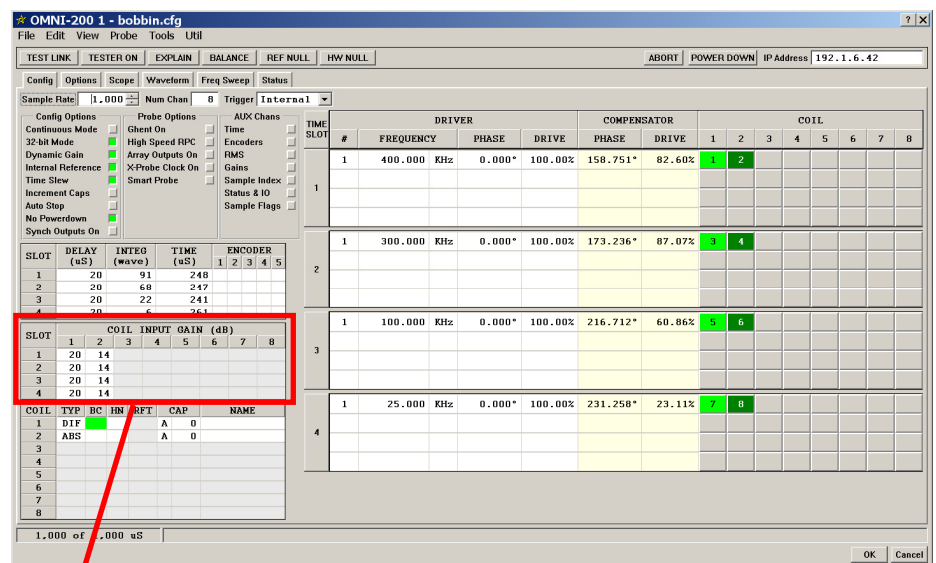 OMNI-200 1 - bobbin.cfg
? X
File Edit View Probe Tools Util
TEST LINK TESTER ON EXPLAIN BALANCE REF NULL HW NULL ABORT POWER DOWN IP Address 192.1.6.42
Config Options Scope Waveform Freq Sweep Status
Sample Rate 1,000 Num Chan 8 Trigger Internal
Config Options Probe Options AUX Chans
Continuous Mode Ghent On Time
32-bit Mode High Speed RPC Encoders
Dynamic Gain Array Outputs On RMS
Internal Reference X-Probe Clock On Gains
Time Slew Smart Probe Sample Index
Increment Caps Status & IO
Auto Stop Sample Flags
No Powerdown
Synch Outputs On
SLOT DELAY (uS) INTEG (wave) TIME (uS) ENCODER 1 2 3 4 5
1 20 91 248
2 20 68 247
3 20 22 241
4 20 6 261
SLOT COIL INPUT GAIN (dB)
1 2 3 4 5 6 7 8
1 20 14
2 20 14
3 20 14
4 20 14
COIL TYP BC HN RFT CAP NAME
1 DIF A 0
2 ABS A 0
3
4
5
6
7
8
TIME SLOT DRIVER COMPENSATOR COIL
# FREQUENCY PHASE DRIVE PHASE DRIVE 1 2 3 4 5 6 7 8
1 1 400.000 KHz 0.000° 100.00% 158.751° 82.60% 1 2
2 1 300.000 KHz 0.000° 100.00% 173.236° 87.07% 3 4
3 1 100.000 KHz 0.000° 100.00% 216.712° 60.86% 5 6
4 1 25.000 KHz 0.000° 100.00% 231.258° 23.11% 7 8
1,000 of 1,000 uS
OK Cancel